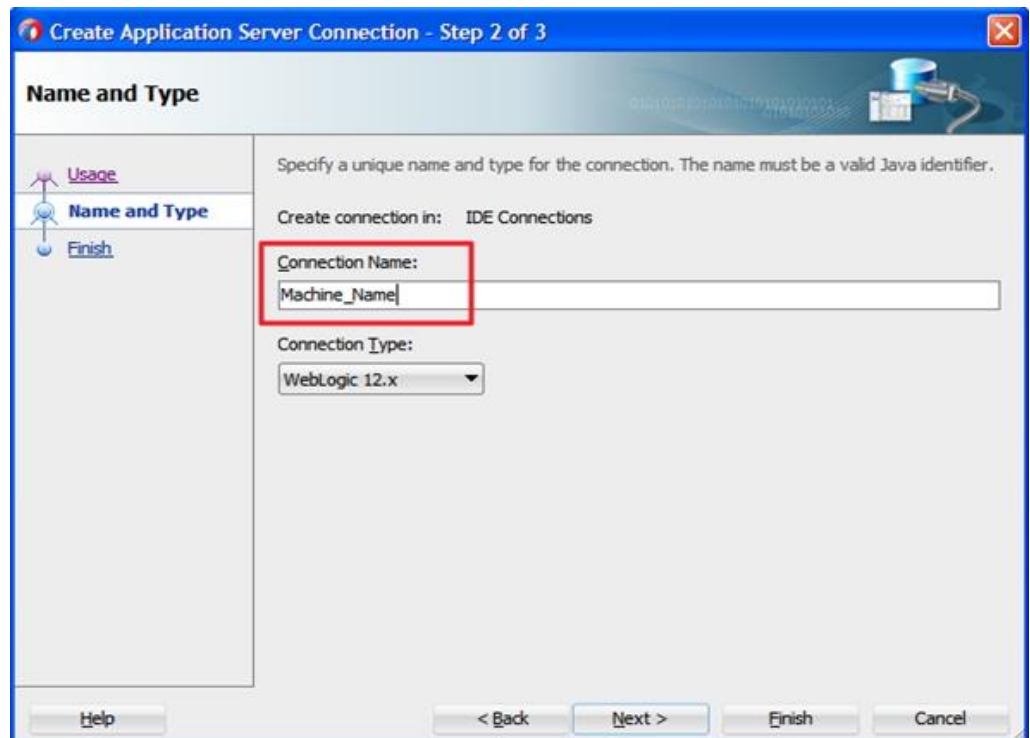 Create Application Server Connection - Step 2 of 3
Name and Type
Usage
Name and Type
Finish
Specify a unique name and type for the connection. The name must be a valid Java identifier.
Create connection in: IDE Connections
Connection Name:
Machine_Name
Connection Type:
WebLogic 12.x
Help
< Back
Next >
Finish
Cancel